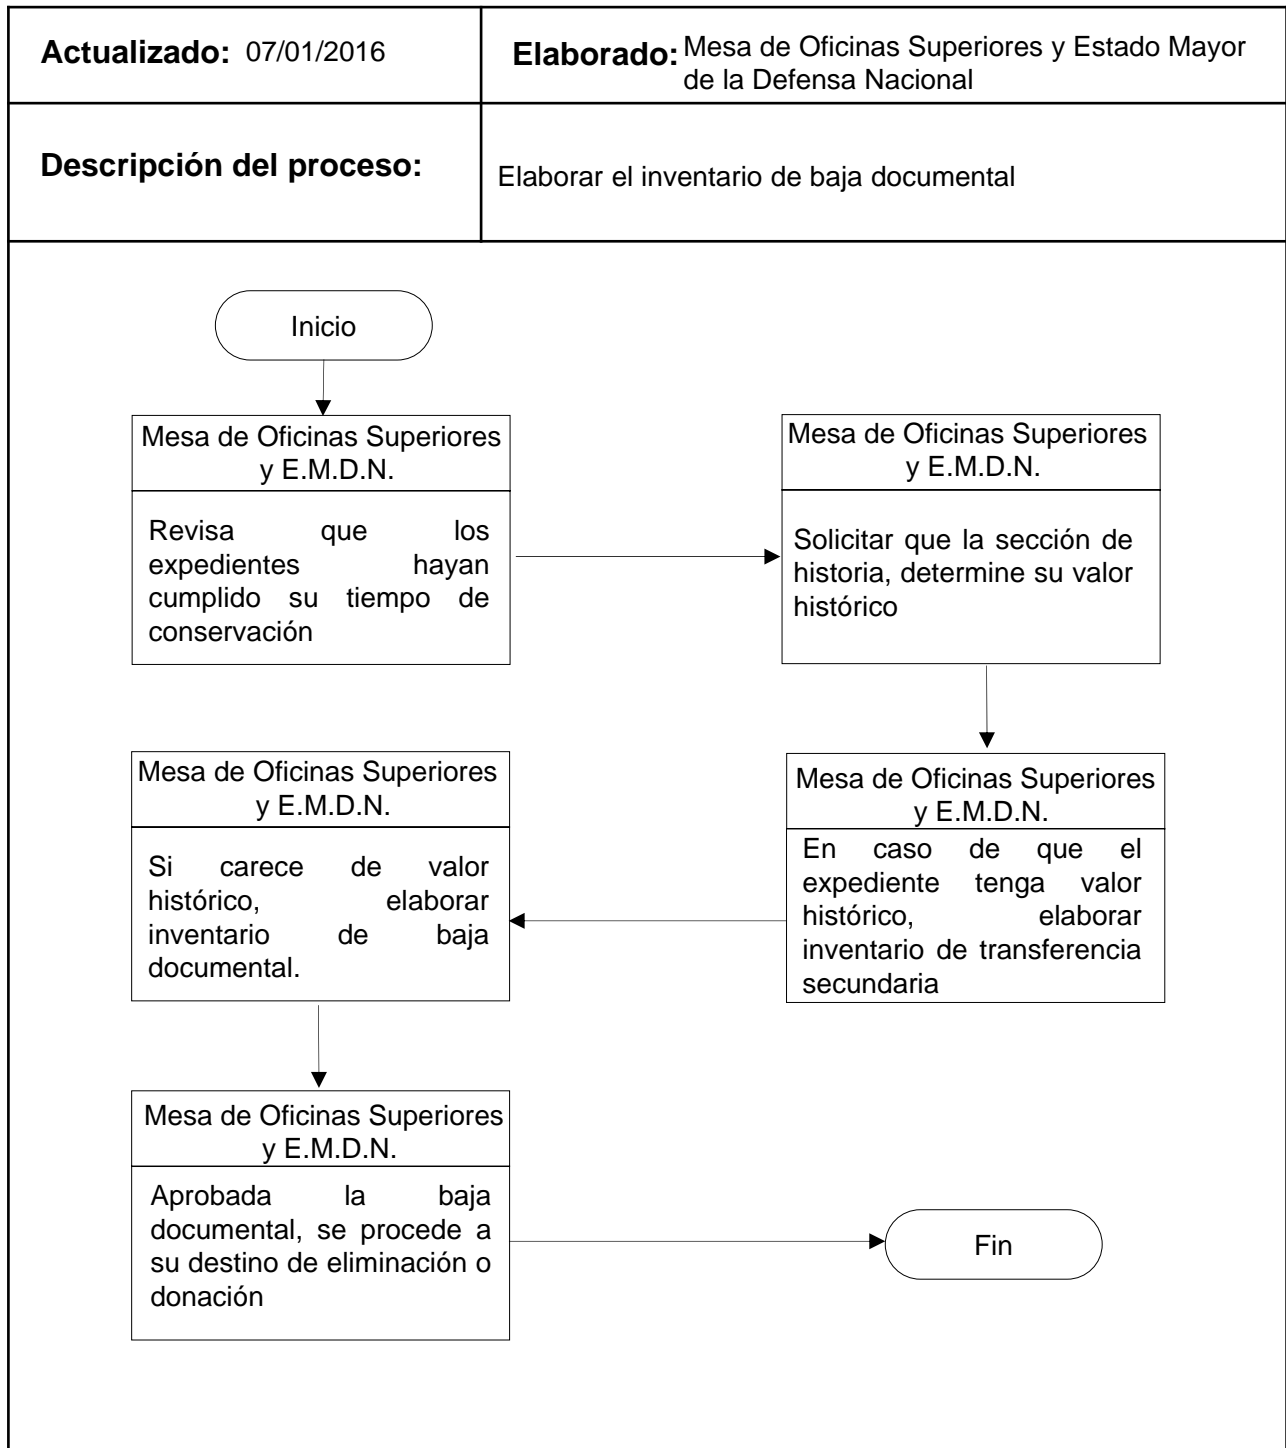 Actualizado: 07/01/2016
Elaborado: Mesa de Oficinas Superiores y Estado Mayor
de la Defensa Nacional
Descripción del proceso:
Elaborar el inventario de baja documental
Inicio
Mesa de Oficinas Superiores
y E.M.D.N.
Revisa que los
expedientes hayan
cumplido su tiempo de
conservación
Mesa de Oficinas Superiores
y E.M.D.N.
Solicitar que la sección de
historia, determine su valor
histórico
Mesa de Oficinas Superiores
y E.M.D.N.
En caso de que el
expediente tenga valor
histórico, elaborar
inventario de transferencia
secundaria
Mesa de Oficinas Superiores
y E.M.D.N.
Si carece de valor
histórico, elaborar
inventario de baja
documental.
Mesa de Oficinas Superiores
y E.M.D.N.
Aprobada la baja
documental, se procede a
su destino de eliminación o
donación
Fin